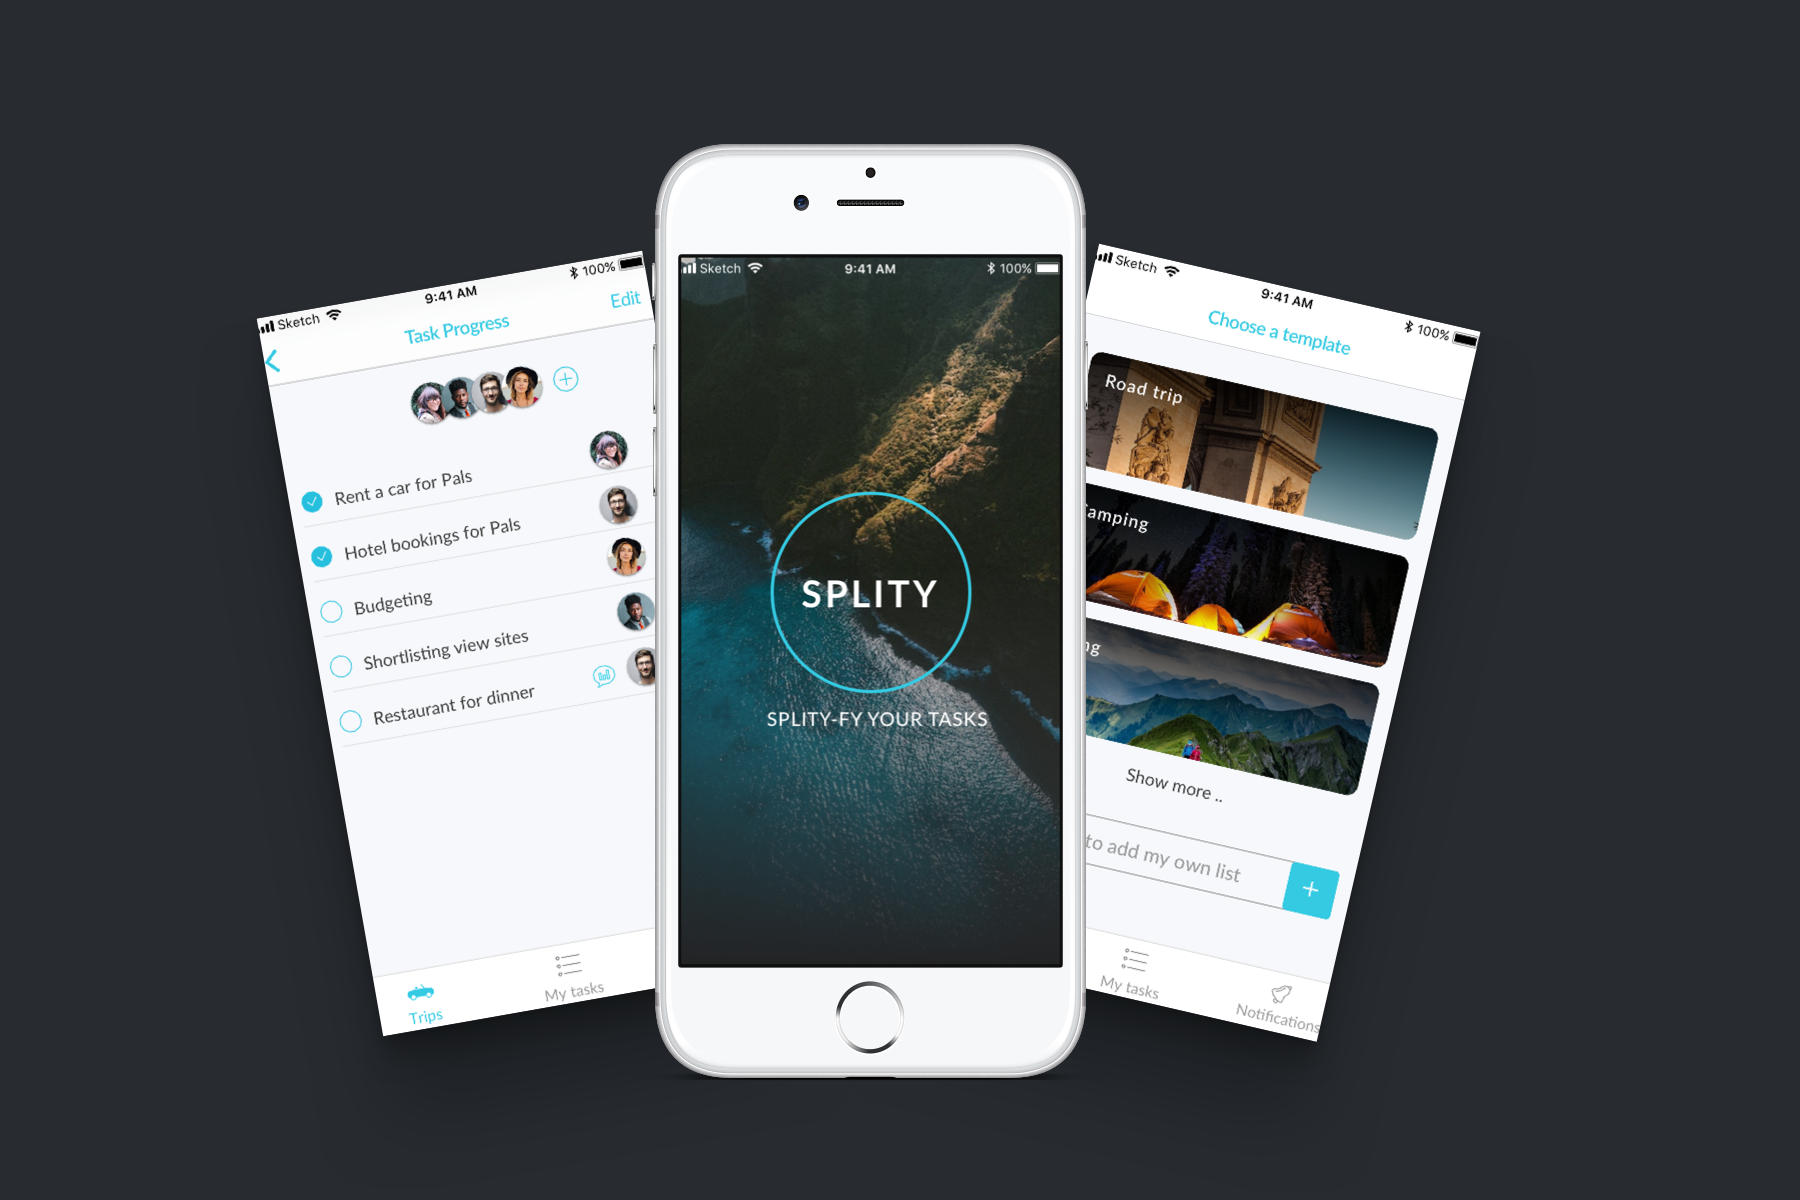 Sketch
9:41 AM
100%
Task Progress
Edit
Rent a car for Pals
Hotel bookings for Pals
Budgeting
Shortlisting view sites
Restaurant for dinner
Trips
My tasks
Sketch
9:41 AM
100%
SPLITY
SPLITY-FY YOUR TASKS
Sketch
9:41 AM
100%
Choose a template
Road trip
amping
ng
Show more ..
to add my own list
My tasks
Notifications